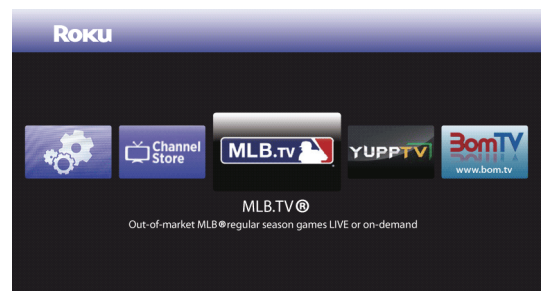 Roku
Channel
Store
MLB.TV
YUPPTV
BomTV
www.bom.tv
MLB.TV®
Out-of-market MLB®regular season games LIVE or on-demand